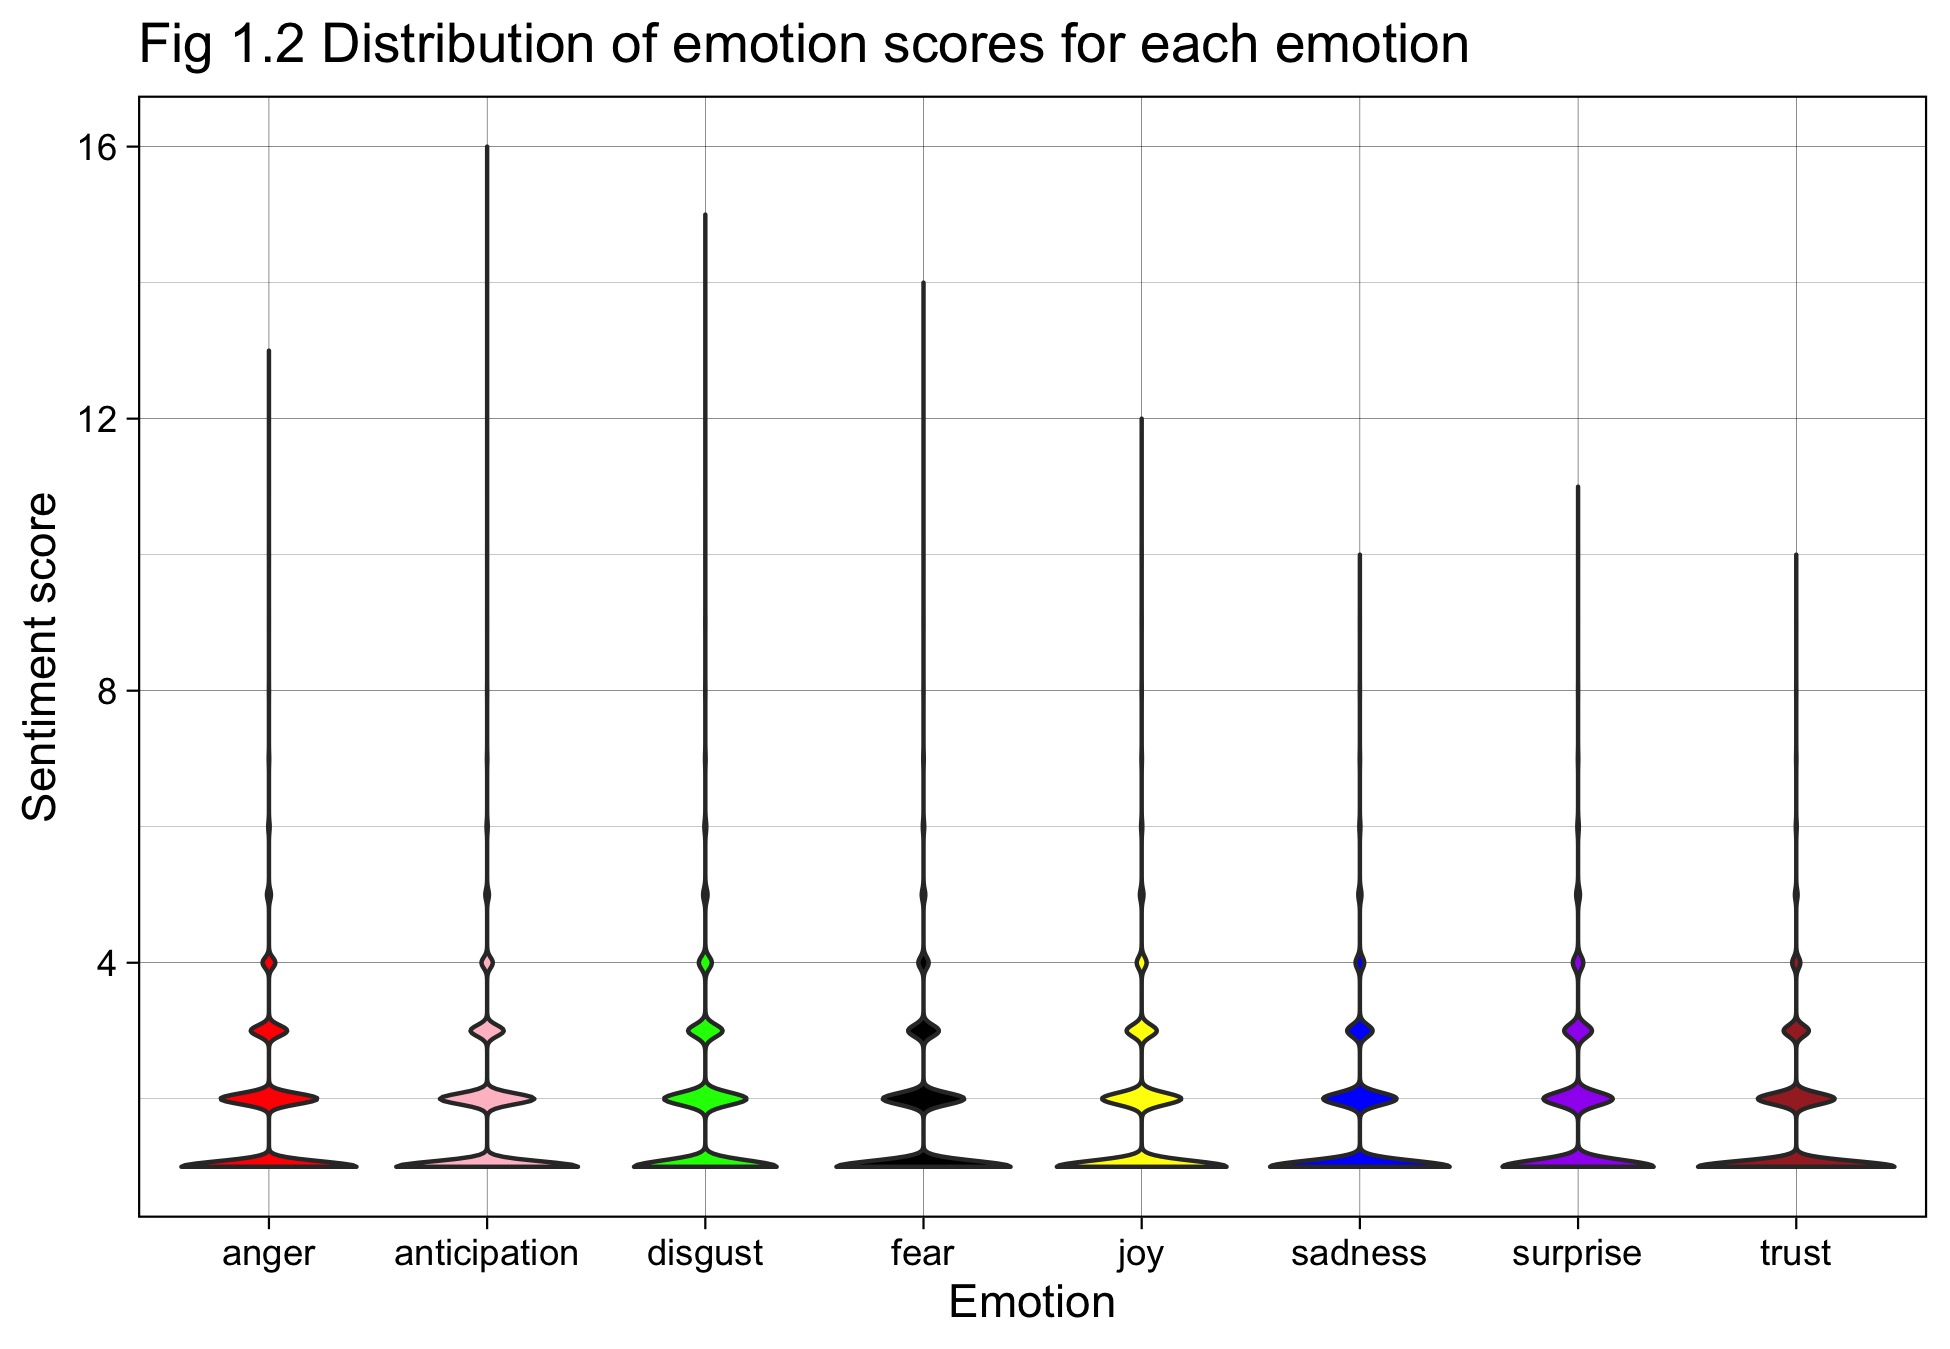 Fig 1.2 Distribution of emotion scores for each emotion
16
12
8
4
Sentiment score
anger anticipation disgust fear joy sadness surprise trust
Emotion